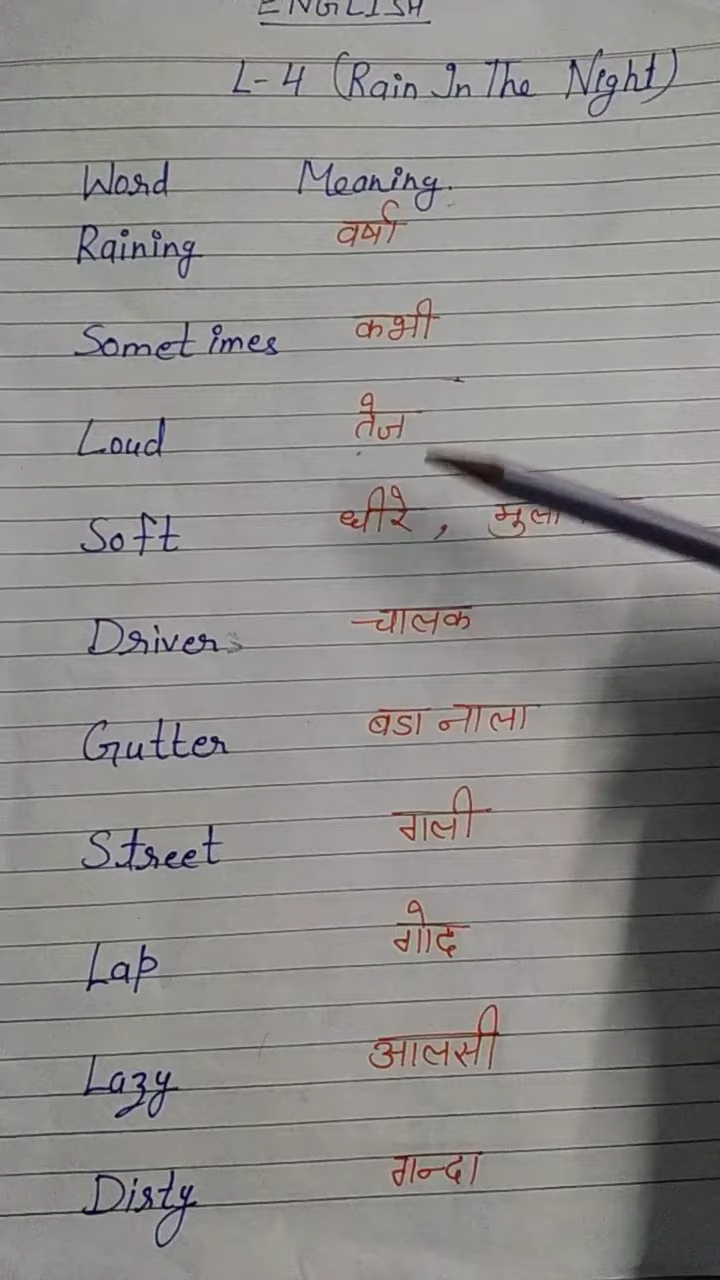 ENGLISH
L-4 (Rain In The Night)
Word Meaning.
Raining वर्षा
Sometimes कभी
Loud तेज
Soft धीरे ,
Driver चालक
Gutter बडा नाला
Street गली
Lap गोद
Lazy आलसी
Dirty गन्दा